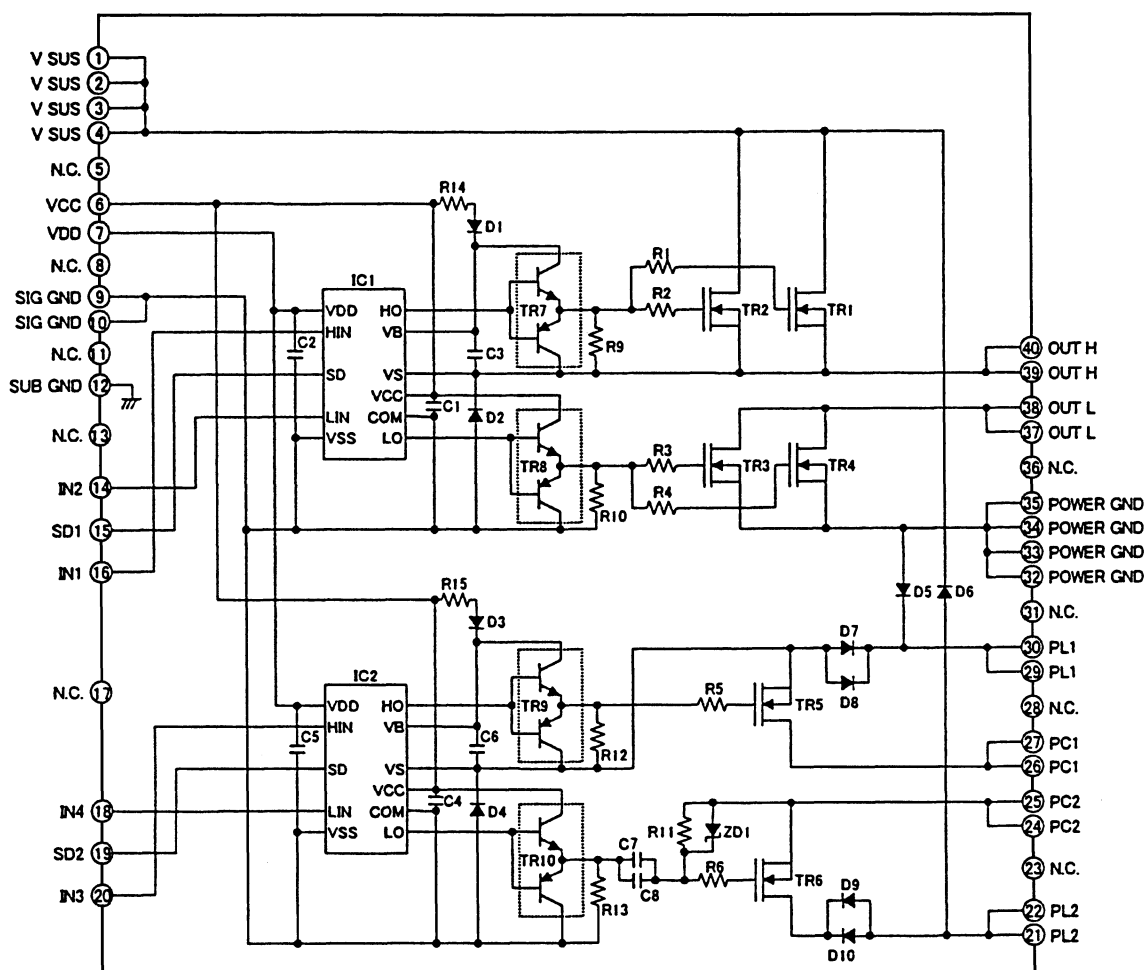 V SUS 1
V SUS 2
V SUS 3
V SUS 4
N.C. 5
VCC 6
VDD 7
N.C. 8
SIG GND 9
SIG GND 10
N.C. 11
SUB GND 12
N.C. 13
IN2 14
SD1 15
IN1 16
N.C. 17
IN4 18
SD2 19
IN3 20
R14
D1
IC1
VDD HO
HIN VB
SD VS
VCC
LIN COM
VSS LO
C2
C3
C1
D2
TR7
R9
R1
R2
TR2
TR1
TR8
R10
R3
R4
TR3
TR4
D5
D6
R15
D3
IC2
VDD HO
HIN VB
SD VS
VCC
LIN COM
VSS LO
C5
C6
C4
D4
TR9
R12
R5
TR5
D7
D8
TR10
R13
C7
C8
R11
ZD1
R6
TR6
D9
D10
40 OUT H
39 OUT H
38 OUT L
37 OUT L
36 N.C.
35 POWER GND
34 POWER GND
33 POWER GND
32 POWER GND
31 N.C.
30 PL1
29 PL1
28 N.C.
27 PC1
26 PC1
25 PC2
24 PC2
23 N.C.
22 PL2
21 PL2